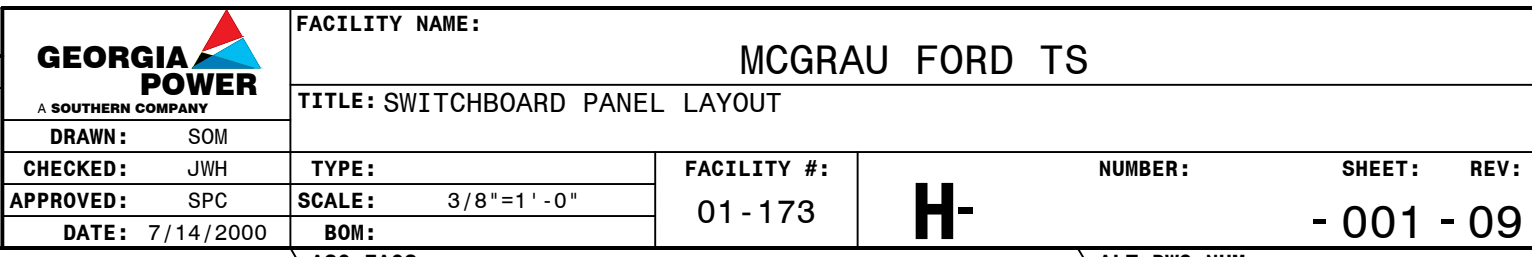 GEORGIA
POWER
A SOUTHERN COMPANY
FACILITY NAME:
MCGRAU FORD TS
TITLE: SWITCHBOARD PANEL LAYOUT
DRAWN: SOM
CHECKED: JWH
APPROVED: SPC
DATE: 7/14/2000
TYPE:
SCALE: 3/8"=1'-0"
BOM:
FACILITY #:
01-173
NUMBER: SHEET: REV:
H- -001 -09